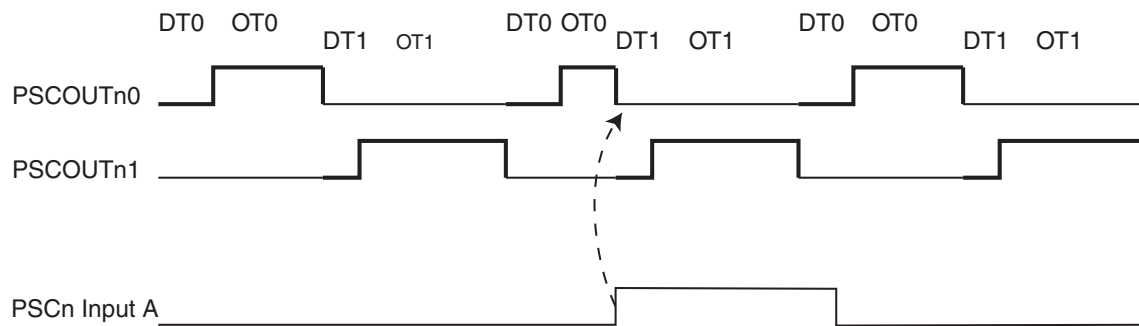 DT0 OT0 DT1 OT1 DT0 OT0 DT1 OT1 DT0 OT0 DT1 OT1
PSCOUTn0
PSCOUTn1
PSCn Input A